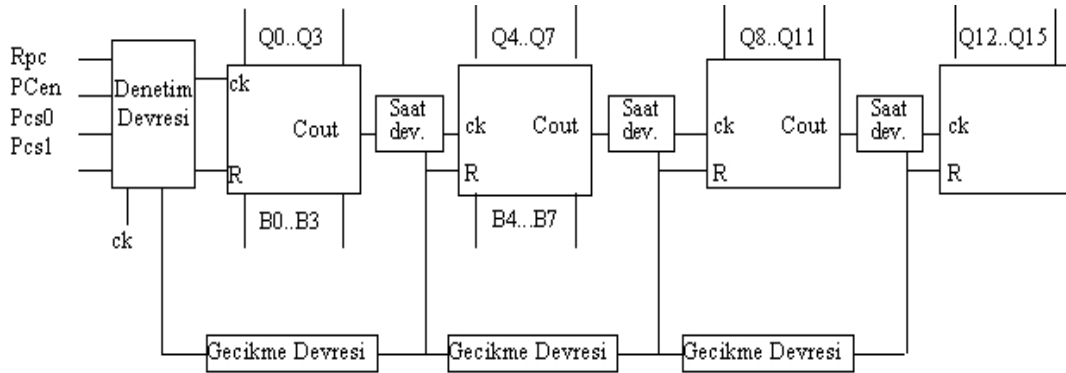 Q0..Q3
Q4..Q7
Q8..Q11
Q12..Q15
Rpc
PCen
Pcs0
Pcs1
Denetim
Devresi
ck
ck
R
Cout
Saat
dev.
ck
R
Cout
Saat
dev.
ck
R
Cout
Saat
dev.
ck
R
B0..B3
B4...B7
Gecikme Devresi
Gecikme Devresi
Gecikme Devresi